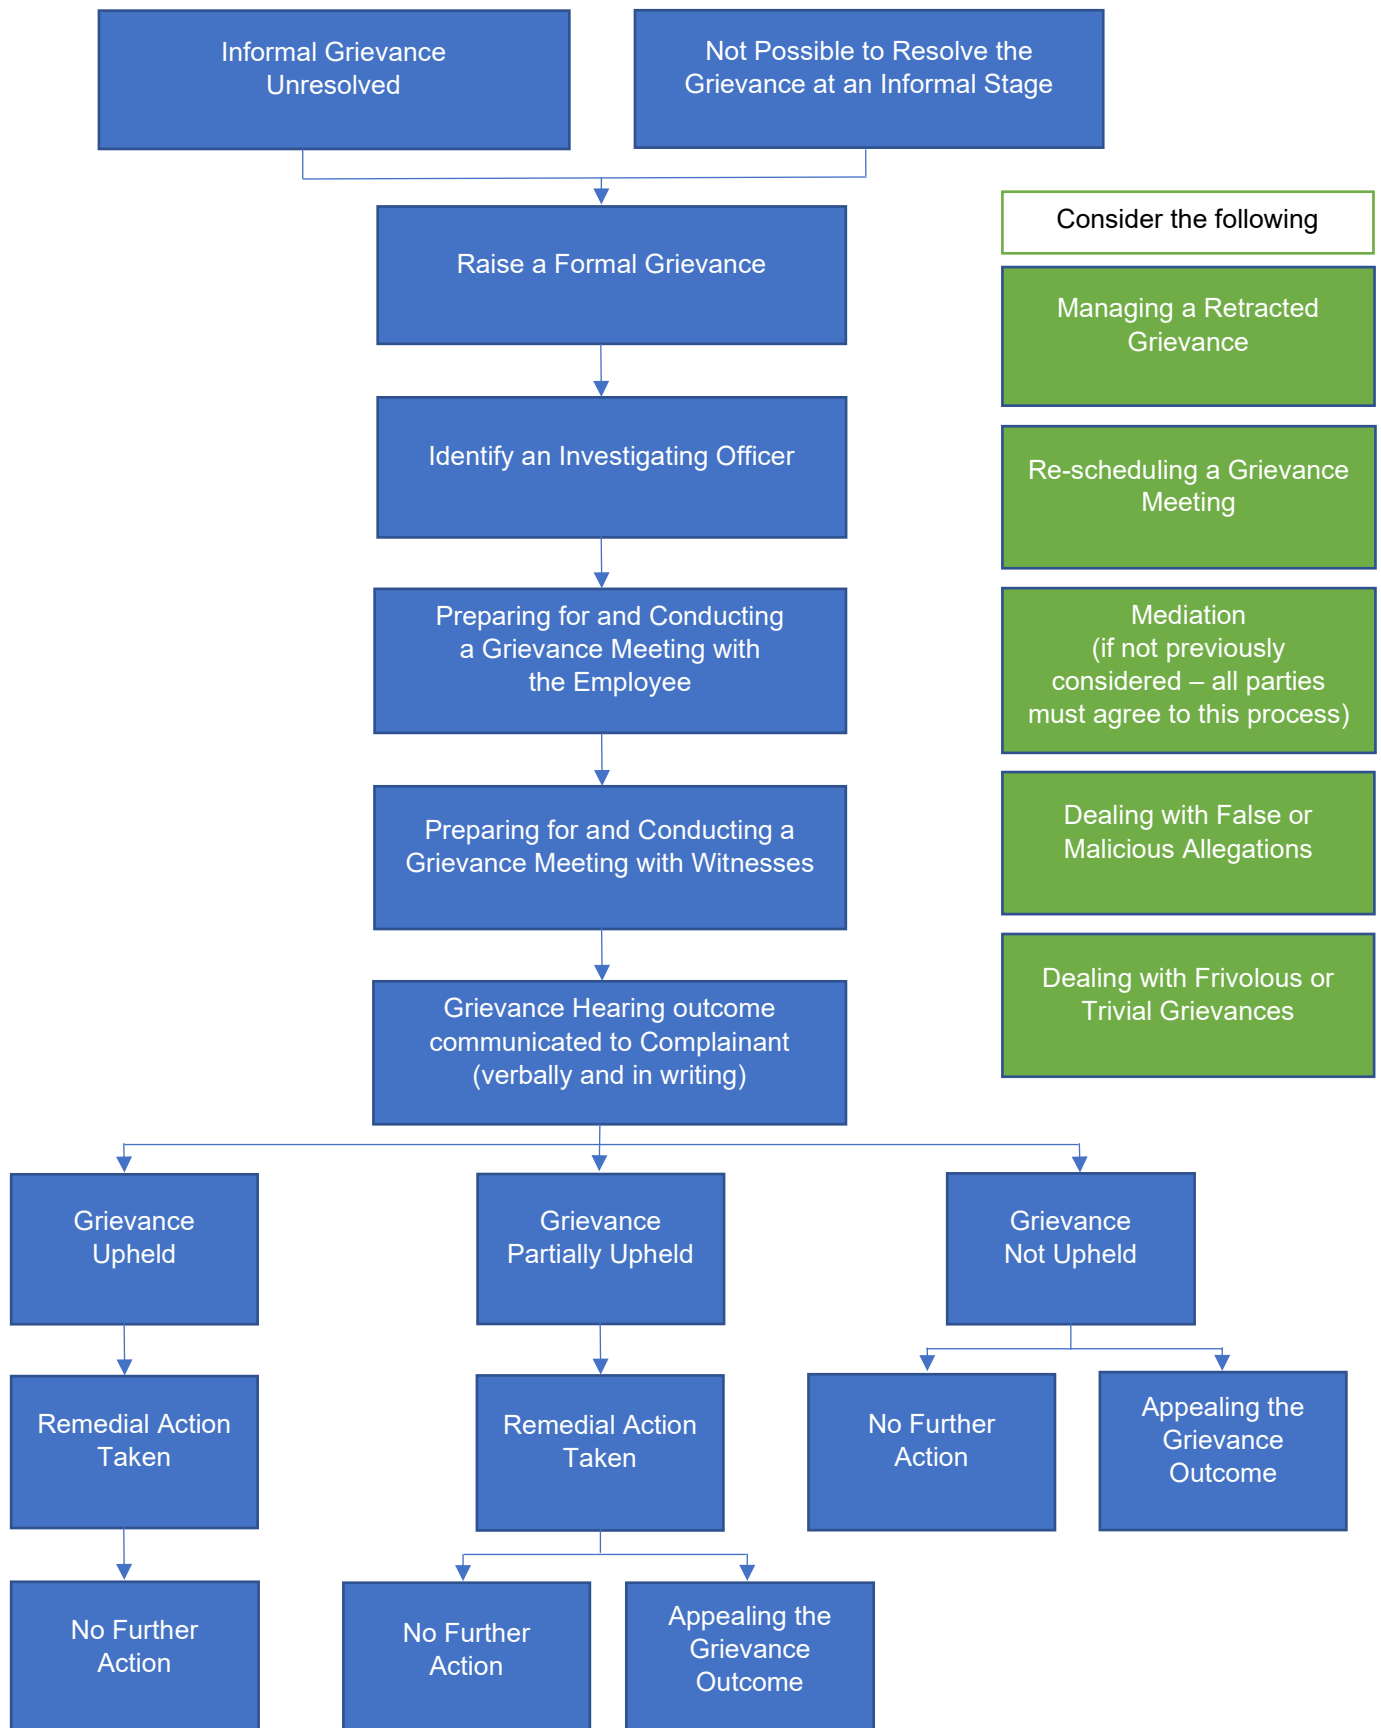 Informal Grievance
Unresolved
Not Possible to Resolve the
Grievance at an Informal Stage
Raise a Formal Grievance
Identify an Investigating Officer
Preparing for and Conducting
a Grievance Meeting with
the Employee
Preparing for and Conducting a
Grievance Meeting with Witnesses
Grievance Hearing outcome
communicated to Complainant
(verbally and in writing)
Consider the following
Managing a Retracted
Grievance
Re-scheduling a Grievance
Meeting
Mediation
(if not previously
considered – all parties
must agree to this process)
Dealing with False or
Malicious Allegations
Dealing with Frivolous or
Trivial Grievances
Grievance
Upheld
Grievance
Partially Upheld
Grievance
Not Upheld
Remedial Action
Taken
Remedial Action
Taken
No Further
Action
Appealing the
Grievance
Outcome
No Further
Action
No Further
Action
Appealing the
Grievance
Outcome